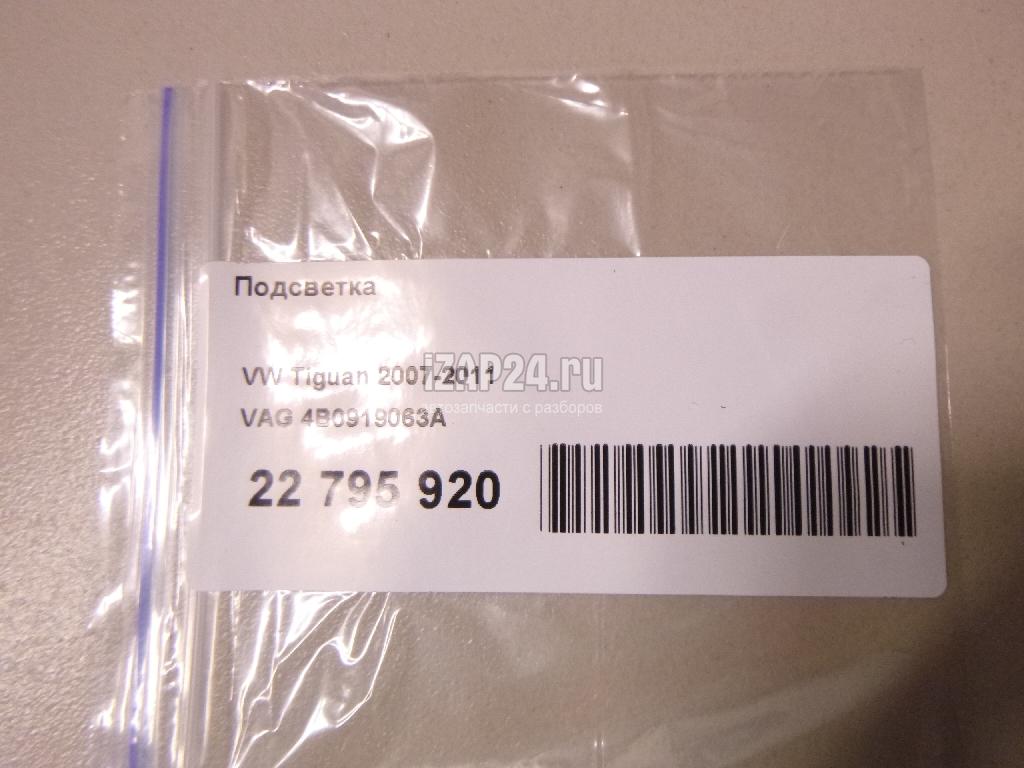 Подсветка
VW Tiguan 2007-2011
iZAP24.ru
автозапчасти с разборов
VAG 4B0919063A
22 795 920